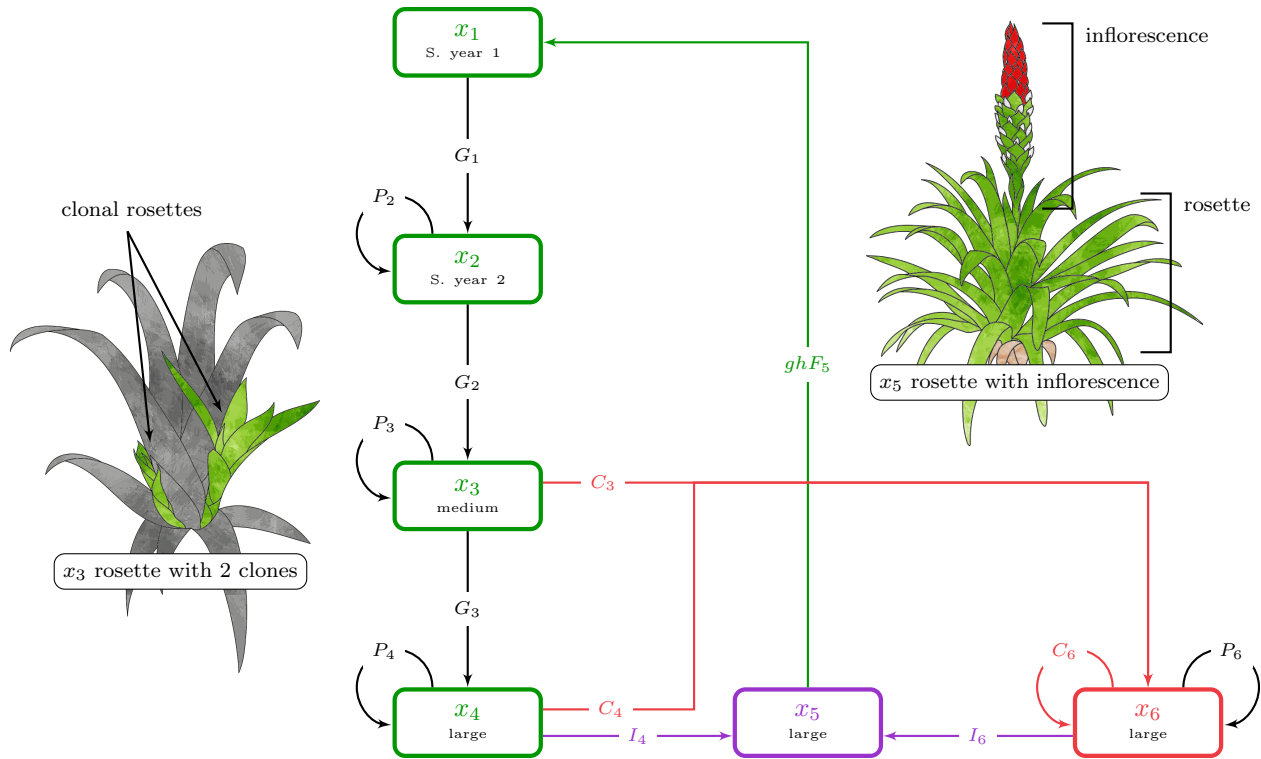 x₁
S. year 1
inflorescence
G₁
P₂
clonal rosettes
rosette
x₂
S. year 2
ghF₅
G₂
x₅ rosette with inflorescence
P₃
x₃
medium
C₃
x₃ rosette with 2 clones
G₃
P₄
C₆
P₆
x₄
large
C₄
I₄
x₅
large
I₆
x₆
large